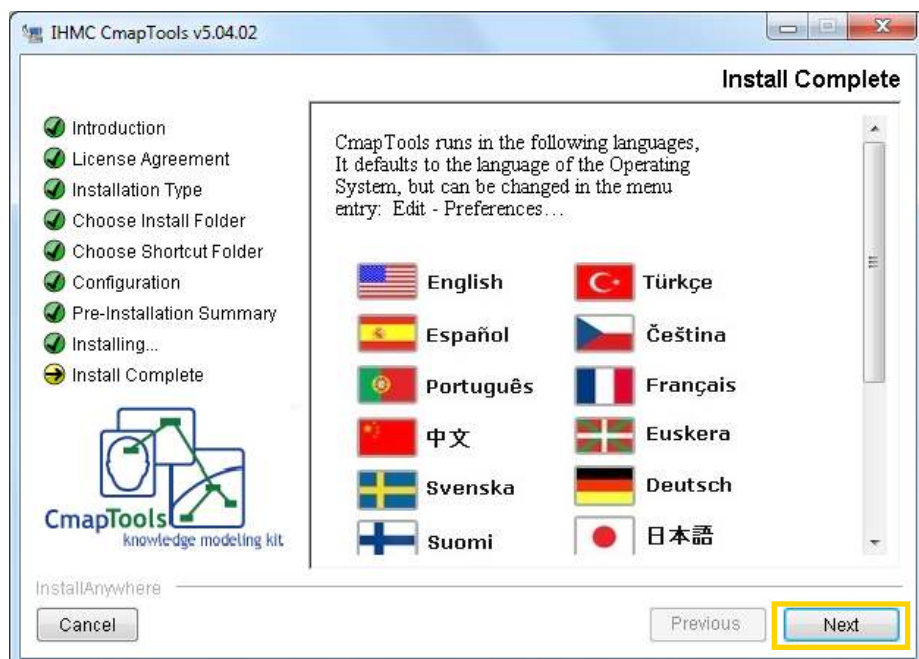 IHMC CmapTools v5.04.02
Install Complete
Introduction
License Agreement
Installation Type
Choose Install Folder
Choose Shortcut Folder
Configuration
Pre-Installation Summary
Installing...
Install Complete
CmapTools
knowledge modeling kit
CmapTools runs in the following languages,
It defaults to the language of the Operating
System, but can be changed in the menu
entry: Edit - Preferences…
English Türkçe
Español Čeština
Português Français
中文 Euskera
Svenska Deutsch
Suomi 日本語
InstallAnywhere
Cancel Previous Next